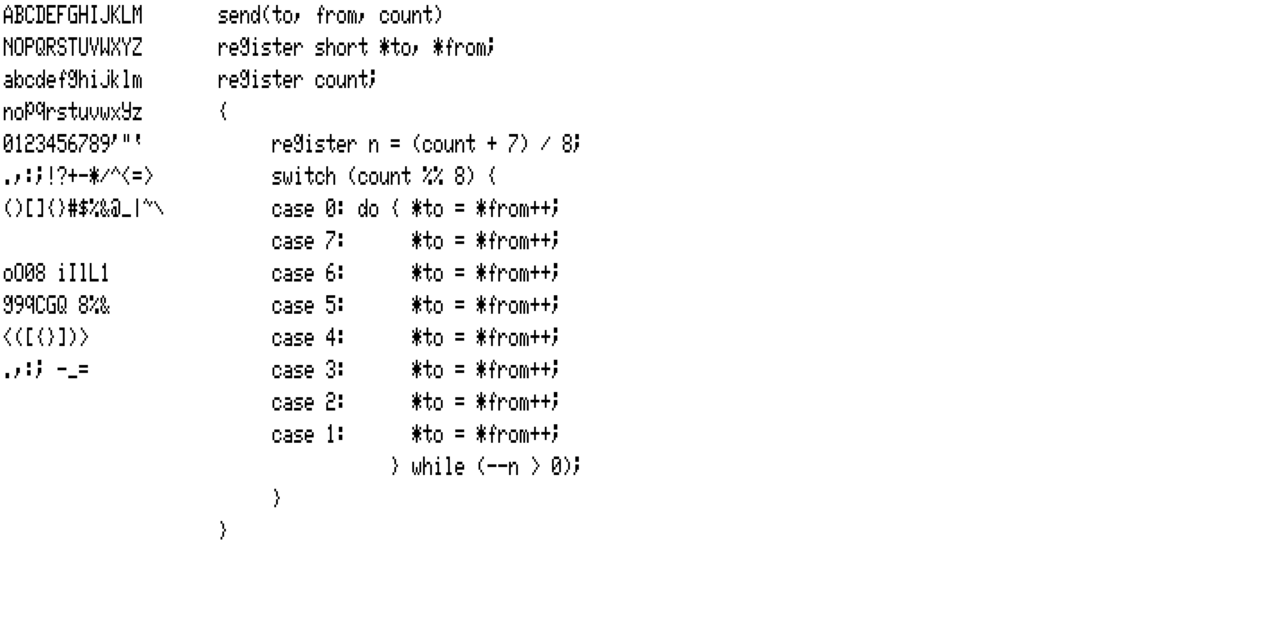 ABCDEFGHIJKLM send(to, from, count)
NOPQRSTUVWXYZ register short *to, *from;
abcdefghijklm register count;
nopqrstuvwxyz {
0123456789'"` register n = (count + 7) / 8;
.,:;!?+-*/^<=> switch (count %% 8) {
()[]{}#$%&@_|~\ case 0: do { *to = *from++;
case 7: *to = *from++;
oO08 iIlL1 case 6: *to = *from++;
g99qCGQ 8%& case 5: *to = *from++;
<([{}])> case 4: *to = *from++;
.,:; -_= case 3: *to = *from++;
case 2: *to = *from++;
case 1: *to = *from++;
} while (--n > 0);
}
}